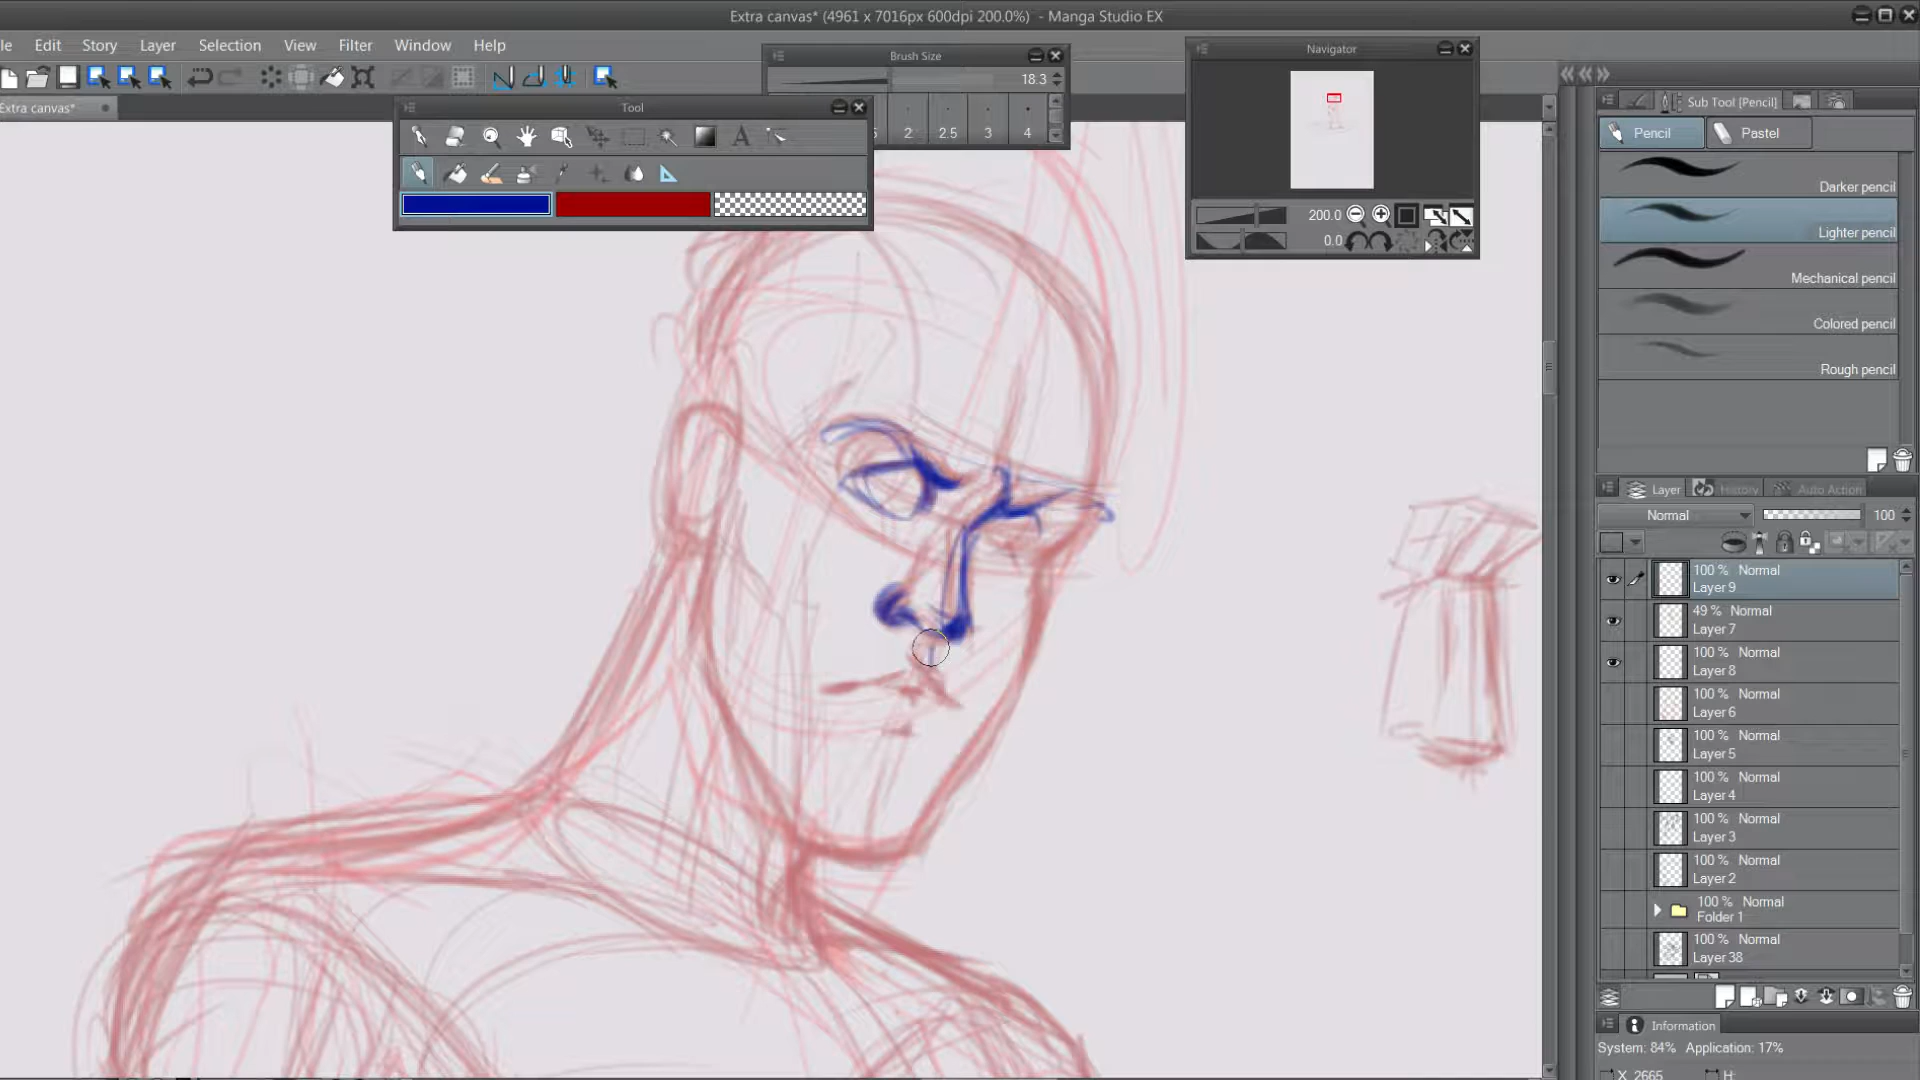 Extra canvas* (4961 x 7016px 600dpi 200.0%) - Manga Studio EX
le Edit Story Layer Selection View Filter Window Help
Extra canvas*
Tool
Brush Size
18.3
5 2 2.5 3 4
Navigator
200.0
0.0
Sub Tool [Pencil]
Pencil Pastel
Darker pencil
Lighter pencil
Mechanical pencil
Colored pencil
Rough pencil
Layer History Auto Action
Normal 100
100 % Normal
Layer 9
49 % Normal
Layer 7
100 % Normal
Layer 8
100 % Normal
Layer 6
100 % Normal
Layer 5
100 % Normal
Layer 4
100 % Normal
Layer 3
100 % Normal
Layer 2
100 % Normal
Folder 1
100 % Normal
Layer 38
Information
System: 84% Application: 17%
X 2665 H: